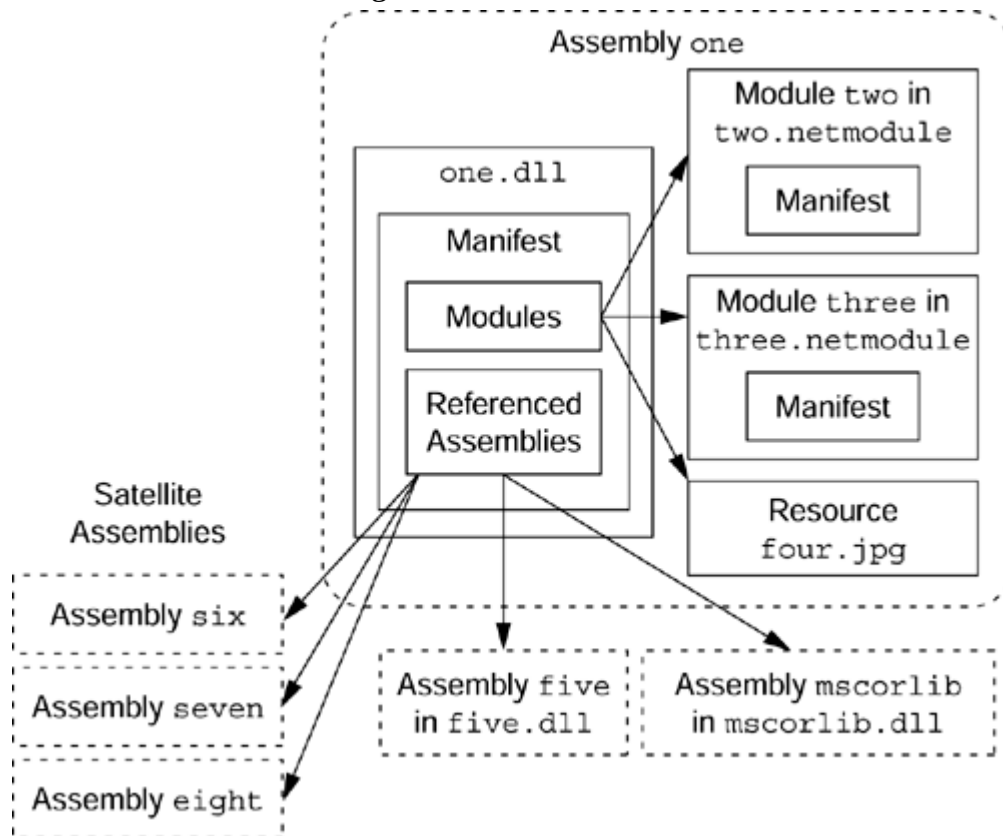 Assembly one
Module two in
two.netmodule
Manifest
one.dll
Manifest
Modules
Referenced
Assemblies
Module three in
three.netmodule
Manifest
Resource
four.jpg
Satellite
Assemblies
Assembly six
Assembly seven
Assembly eight
Assembly five
in five.dll
Assembly mscorlib
in mscorlib.dll